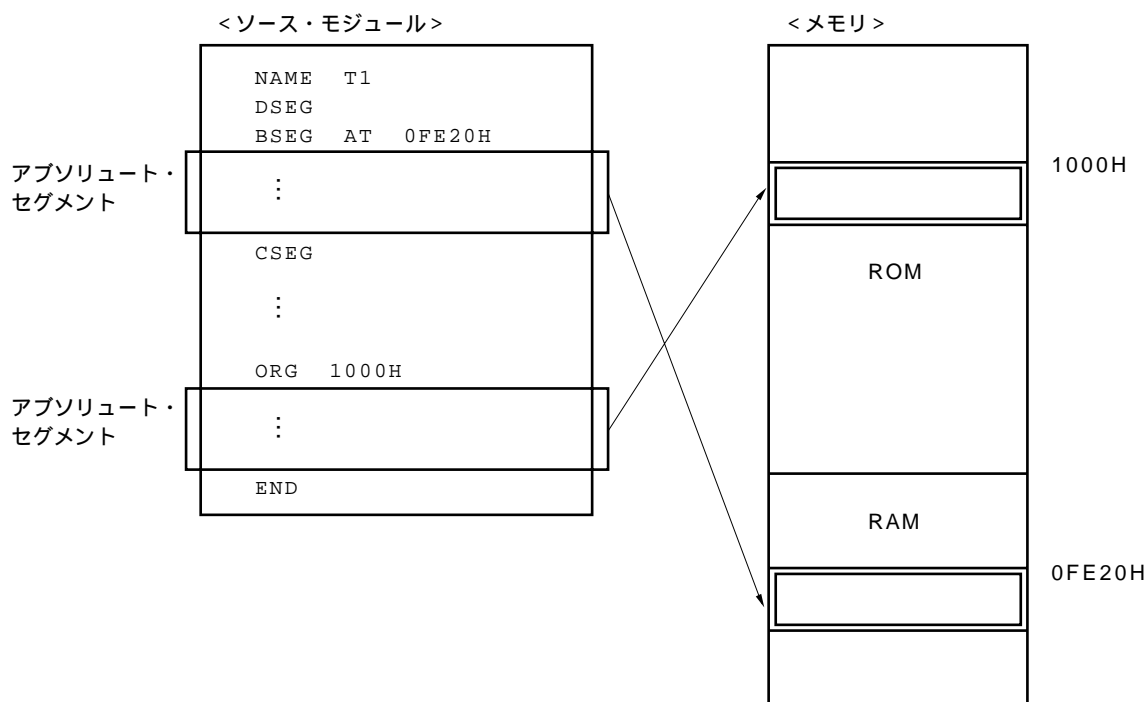 <ソース・モジュール>
NAME T1
DSEG
BSEG AT 0FE20H
アブソリュート・
セグメント
⋮
CSEG
⋮
ORG 1000H
アブソリュート・
セグメント
⋮
END
<メモリ>
1000H
ROM
RAM
0FE20H